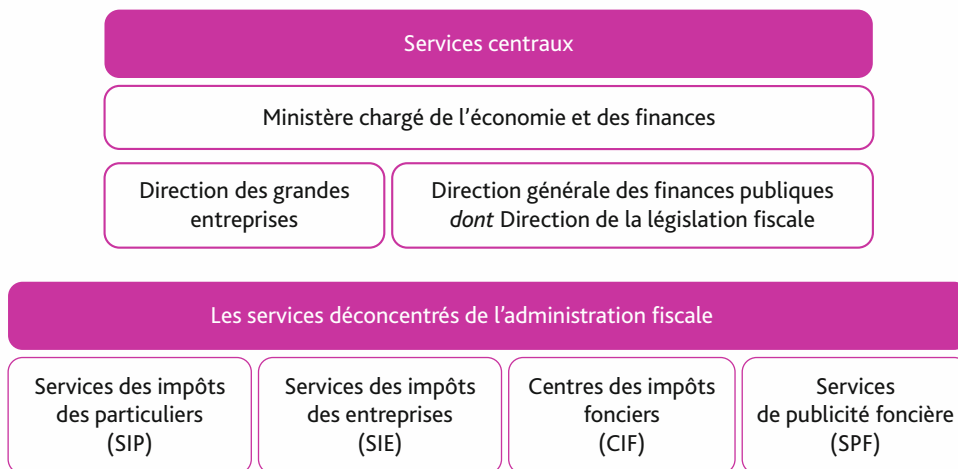 Services centraux
Ministère chargé de l’économie et des finances
Direction des grandes
entreprises
Direction générale des finances publiques
dont Direction de la législation fiscale
Les services déconcentrés de l’administration fiscale
Services des impôts
des particuliers
(SIP)
Services des impôts
des entreprises
(SIE)
Centres des impôts
fonciers
(CIF)
Services
de publicité foncière
(SPF)